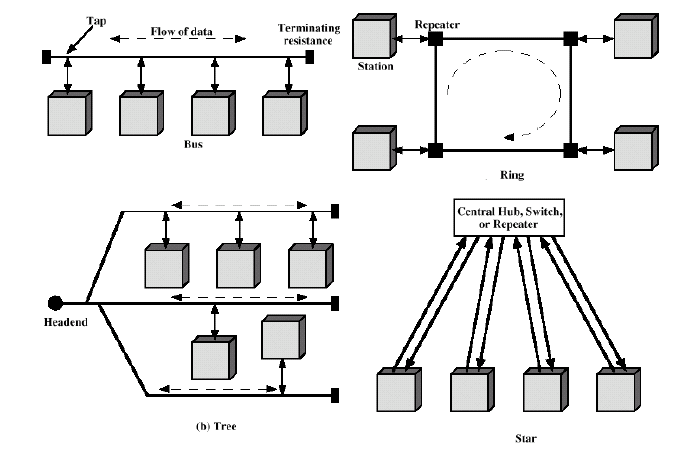 Tap
Flow of data
Terminating
resistance
Bus
Repeater
Station
Ring
Headend
(b) Tree
Central Hub, Switch,
or Repeater
Star